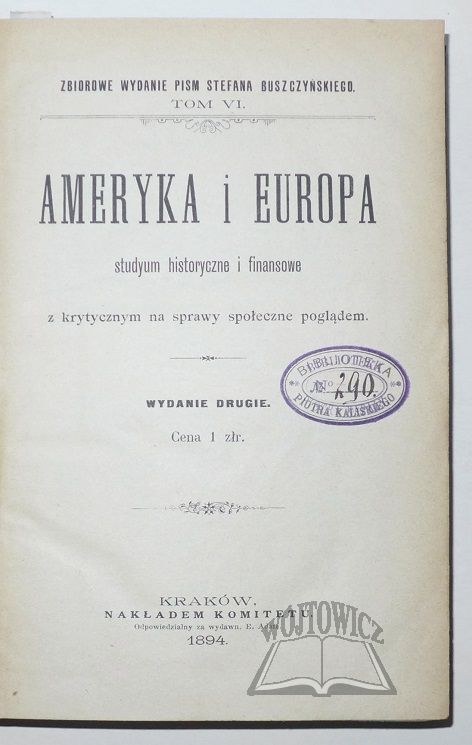 ZBIOROWE WYDANIE PISM STEFANA BUSZCZYŃSKIEGO.
TOM VI.
AMERYKA i EUROPA
studyum historyczne i finansowe
z krytycznym na sprawy społeczne poglądem.
BIBLIOTEKA
No 290.
PIOTRA KALISKIEGO
WYDANIE DRUGIE.
Cena 1 złr.
KRAKÓW,
NAKŁADEM KOMITETU.
Odpowiedzialny za wydawn. E.
1894.
WÓJTOWICZ